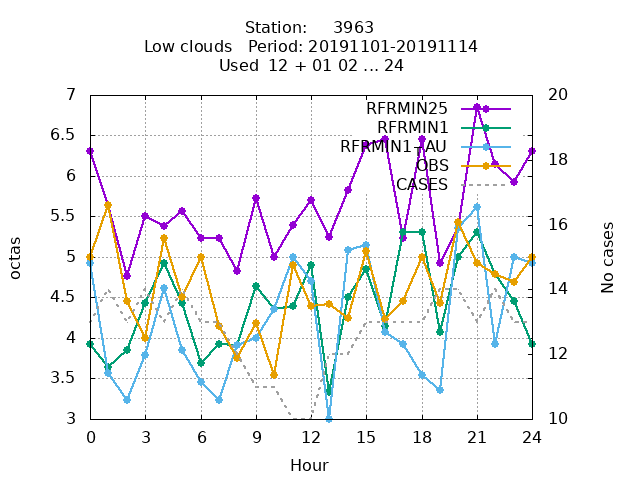 Station: 3963
Low clouds Period: 20191101-20191114
Used 12 + 01 02 ... 24
7
6.5
6
5.5
5
4.5
4
3.5
3
20
18
16
14
12
10
0 3 6 9 12 15 18 21 24
octas
No cases
Hour
RFRMIN25
RFRMIN1
RFRMIN1-AU
OBS
CASES